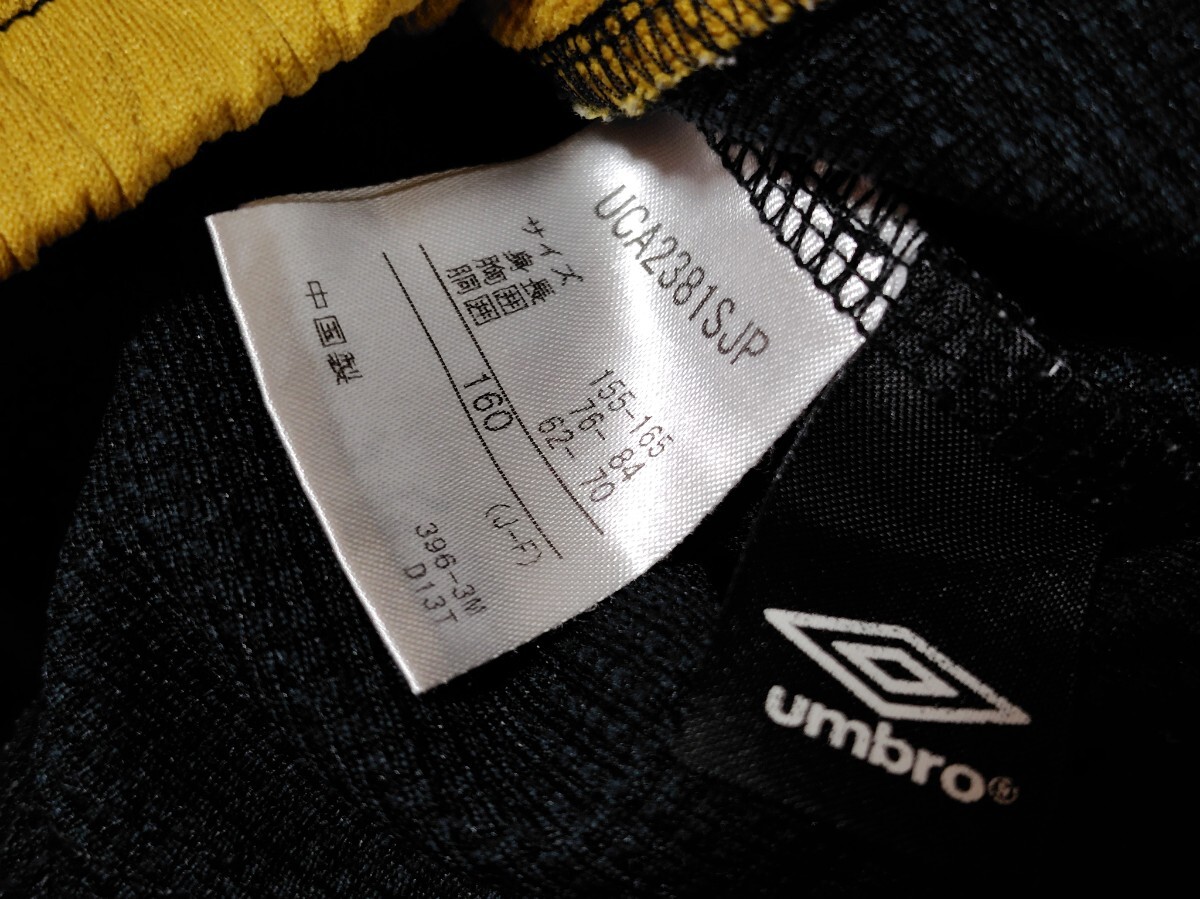 UCA2381SJP
サイズ
身長 155-165
胸囲 76- 84
胴囲 62- 70
160 (J-F)
中国製
396-3M
D13T
umbro®